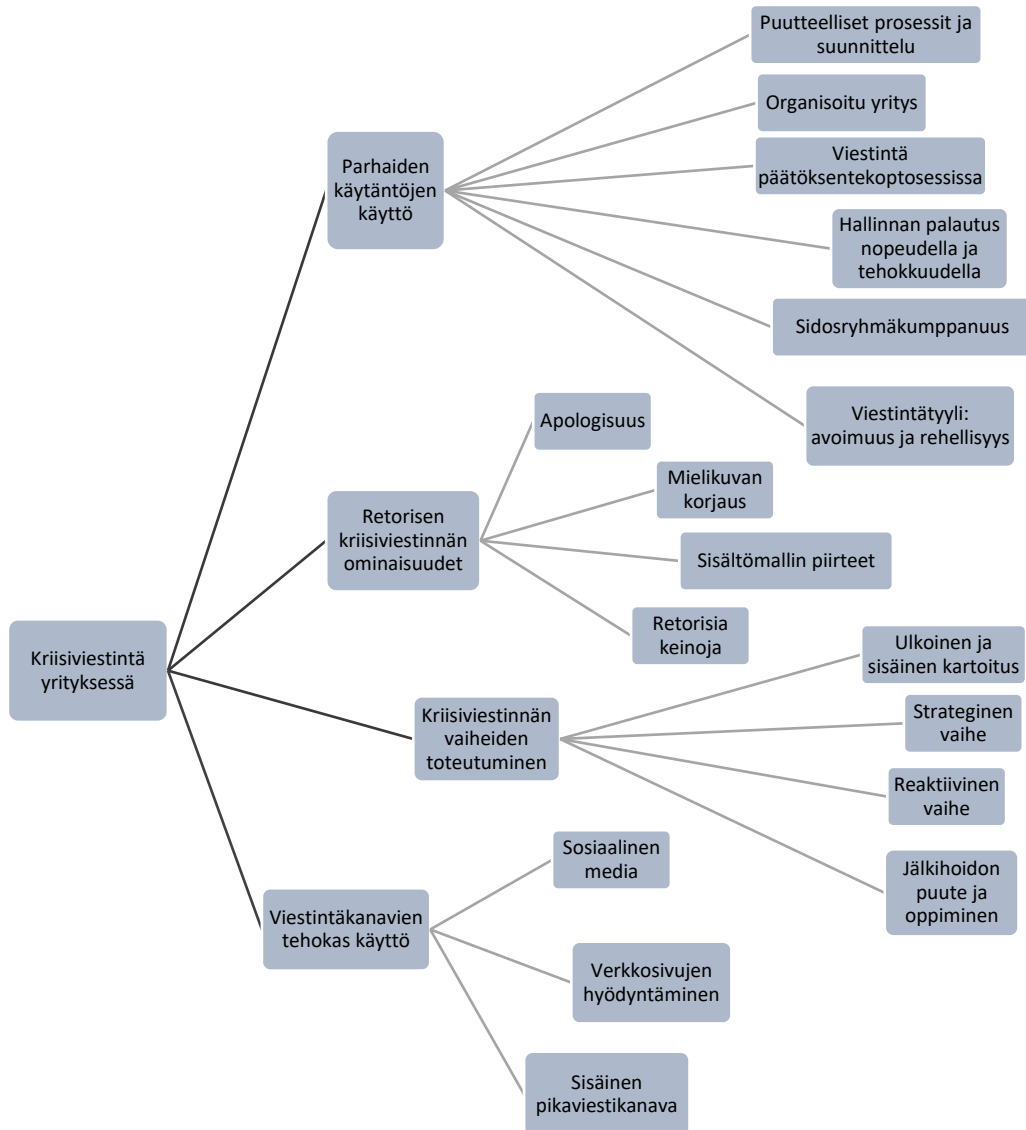 Puutteelliset prosessit ja
suunnittelu
Organisoitu yritys
Viestintä
päätöksentekoptosessissa
Parhaiden
käytäntöjen
käyttö
Hallinnan palautus
nopeudella ja
tehokkuudella
Sidosryhmäkumppanuus
Viestintätyyli:
avoimuus ja rehellisyys
Apologisuus
Mielikuvan
korjaus
Retorisen
kriisiviestinnän
ominaisuudet
Sisältömallin piirteet
Retorisia
keinoja
Kriisiviestintä
yrityksessä
Ulkoinen ja
sisäinen kartoitus
Kriisiviestinnän
vaiheiden
toteutuminen
Strateginen
vaihe
Reaktiivinen
vaihe
Jälkihoidon
puute ja
oppiminen
Sosiaalinen
media
Viestintäkanavien
tehokas käyttö
Verkkosivujen
hyödyntäminen
Sisäinen
pikaviestikanava